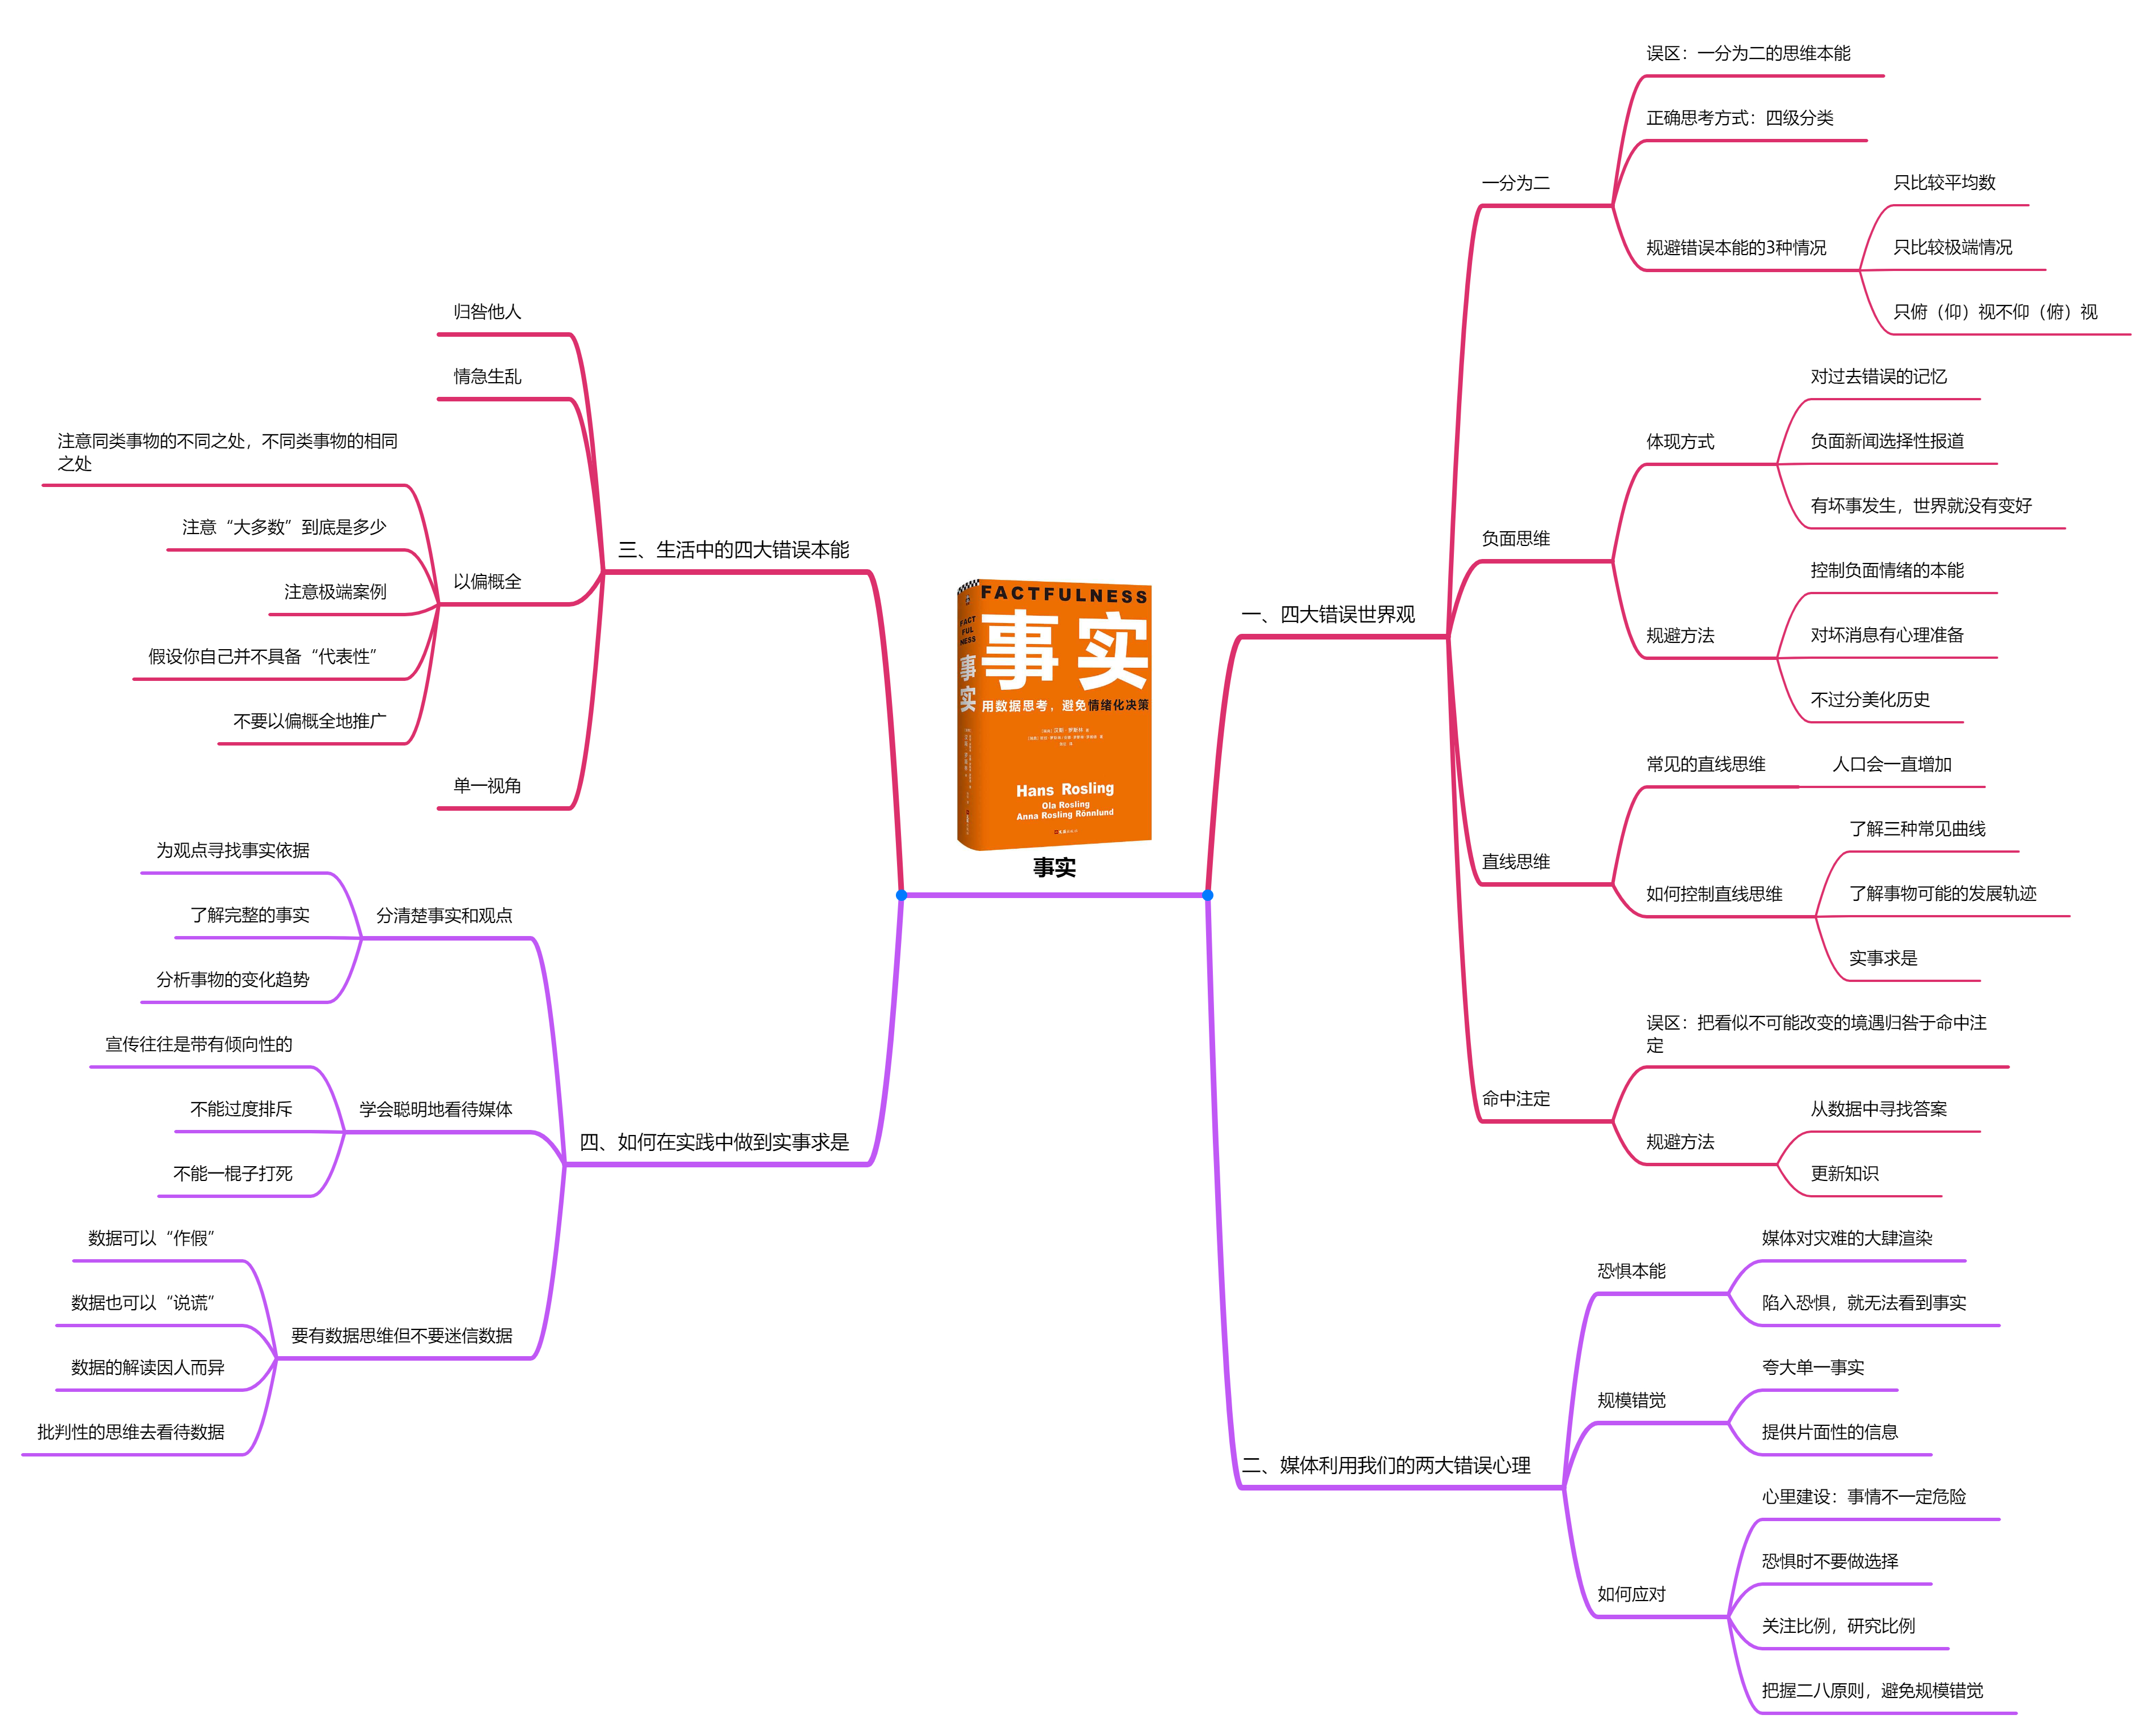 FACTFULNESS
FACT
FUL
NESS
事实
事实
用数据思考，避免情绪化决策
Hans Rosling
Ola Rosling
Anna Rosling Rönnlund
事实
一、四大错误世界观
一分为二
误区：一分为二的思维本能
正确思考方式：四级分类
规避错误本能的3种情况
只比较平均数
只比较极端情况
只俯（仰）视不仰（俯）视
负面思维
体现方式
对过去错误的记忆
负面新闻选择性报道
有坏事发生，世界就没有变好
规避方法
控制负面情绪的本能
对坏消息有心理准备
不过分美化历史
直线思维
常见的直线思维
人口会一直增加
如何控制直线思维
了解三种常见曲线
了解事物可能的发展轨迹
实事求是
命中注定
误区：把看似不可能改变的境遇归咎于命中注
定
规避方法
从数据中寻找答案
更新知识
二、媒体利用我们的两大错误心理
恐惧本能
媒体对灾难的大肆渲染
陷入恐惧，就无法看到事实
规模错觉
夸大单一事实
提供片面性的信息
如何应对
心里建设：事情不一定危险
恐惧时不要做选择
关注比例，研究比例
把握二八原则，避免规模错觉
三、生活中的四大错误本能
归咎他人
情急生乱
以偏概全
注意同类事物的不同之处，不同类事物的相同
之处
注意“大多数”到底是多少
注意极端案例
假设你自己并不具备“代表性”
不要以偏概全地推广
单一视角
四、如何在实践中做到实事求是
分清楚事实和观点
为观点寻找事实依据
了解完整的事实
分析事物的变化趋势
学会聪明地看待媒体
宣传往往是带有倾向性的
不能过度排斥
不能一棍子打死
要有数据思维但不要迷信数据
数据可以“作假”
数据也可以“说谎”
数据的解读因人而异
批判性的思维去看待数据